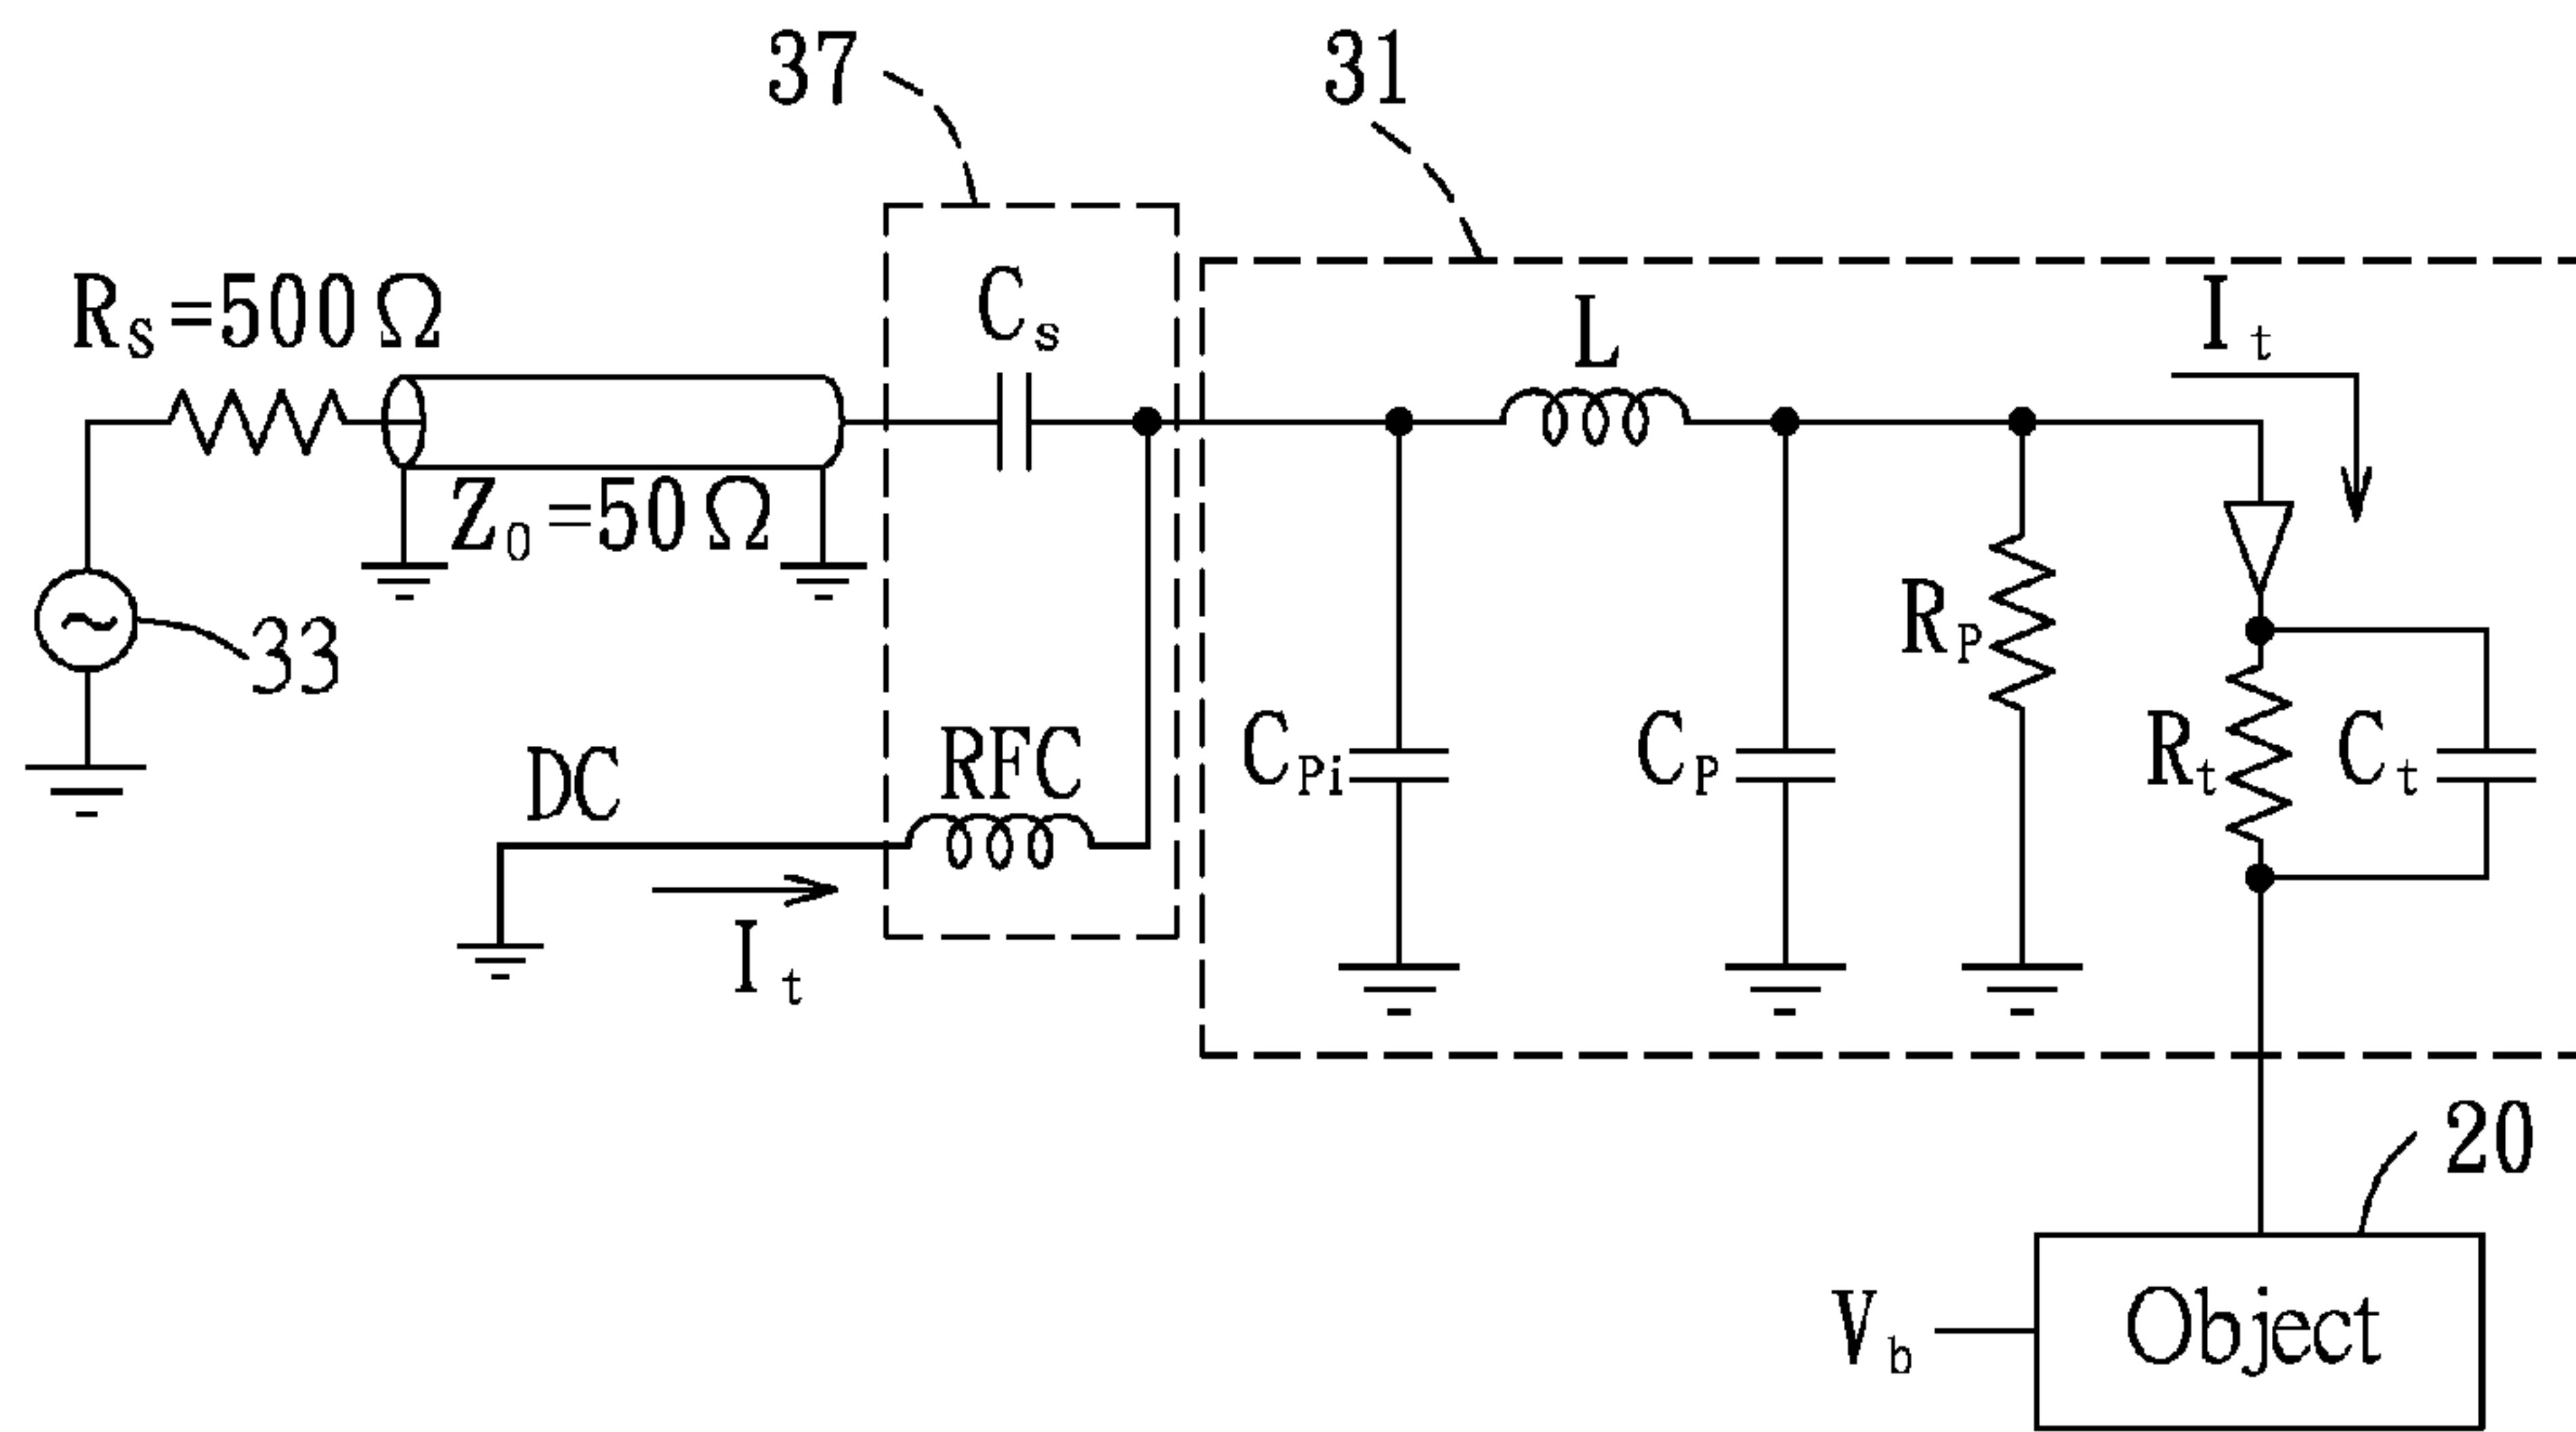 37
31
Rs=500Ω
Cs
L
It
Z0=50Ω
33
DC
RFC
It
CPi
CP
RP
Rt
Ct
20
Vb
Object